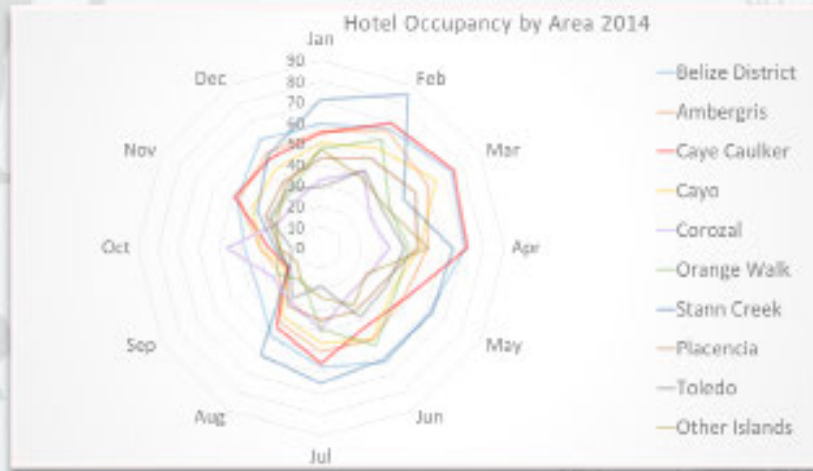 Hotel Occupancy by Area 2014
Jan
Feb
Mar
Apr
May
Jun
Jul
Aug
Sep
Oct
Nov
Dec
90
80
70
60
50
40
30
20
10
0
Belize District
Ambergris
Caye Caulker
Cayo
Corozal
Orange Walk
Stann Creek
Placencia
Toledo
Other Islands